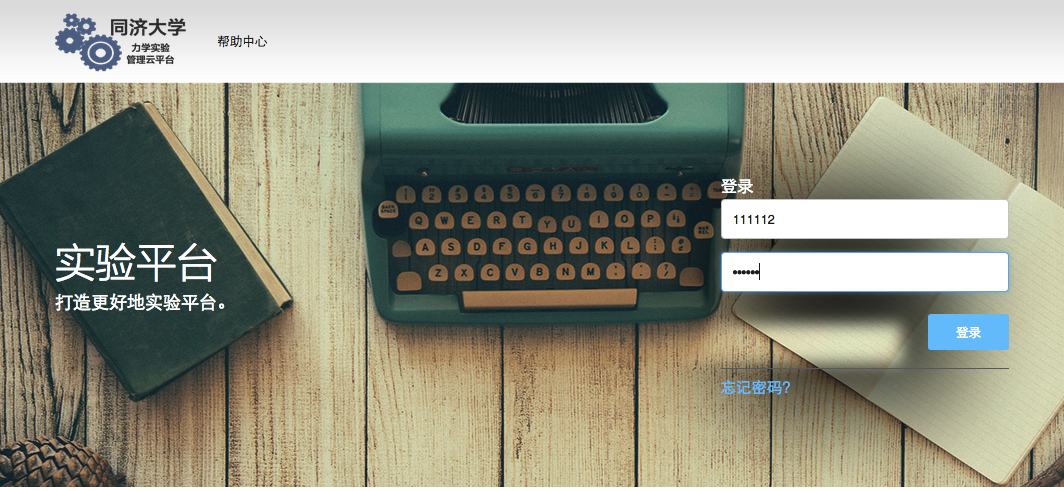 同济大学
力学实验
管理云平台
帮助中心
BACK SPACE
Q W E R T Y U I O P
A S D F G H J K L
Z X C V B N M
实验平台
打造更好地实验平台。
登录
111112
••••••
登录
忘记密码?